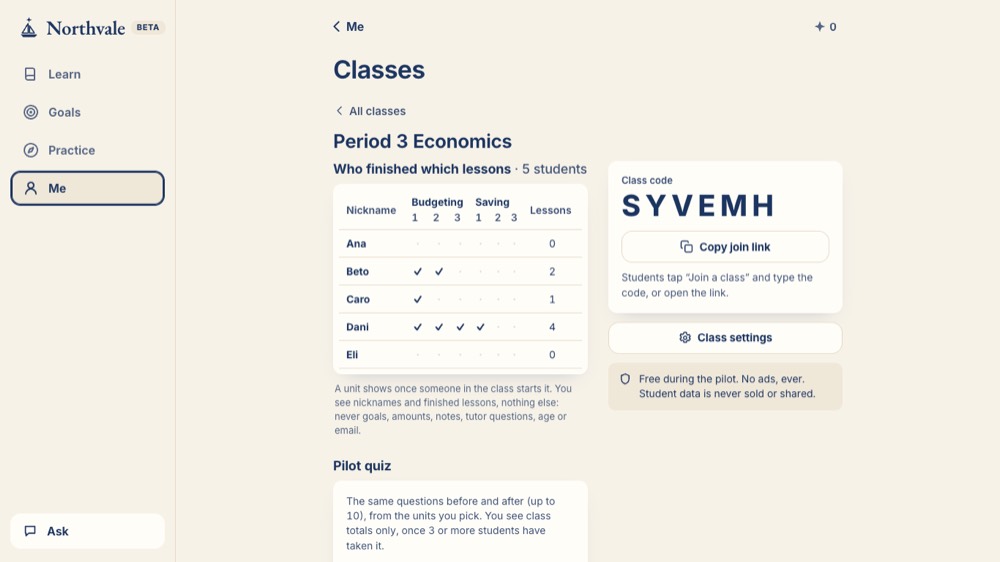 Northvale BETA
Learn
Goals
Practice
Me
Ask
Me
0
Classes
All classes
Period 3 Economics
Who finished which lessons · 5 students
Nickname Budgeting Saving Lessons
1 2 3 1 2 3
Ana · · · · · · 0
Beto ✓ ✓ · · · · 2
Caro ✓ · · · · · 1
Dani ✓ ✓ ✓ ✓ · · 4
Eli · · · · · · 0
A unit shows once someone in the class starts it. You
see nicknames and finished lessons, nothing else:
never goals, amounts, notes, tutor questions, age or
email.
Pilot quiz
The same questions before and after (up to
10), from the units you pick. You see class
totals only, once 3 or more students have
taken it.
Class code
SYVEMH
Copy join link
Students tap “Join a class” and type the
code, or open the link.
Class settings
Free during the pilot. No ads, ever.
Student data is never sold or shared.